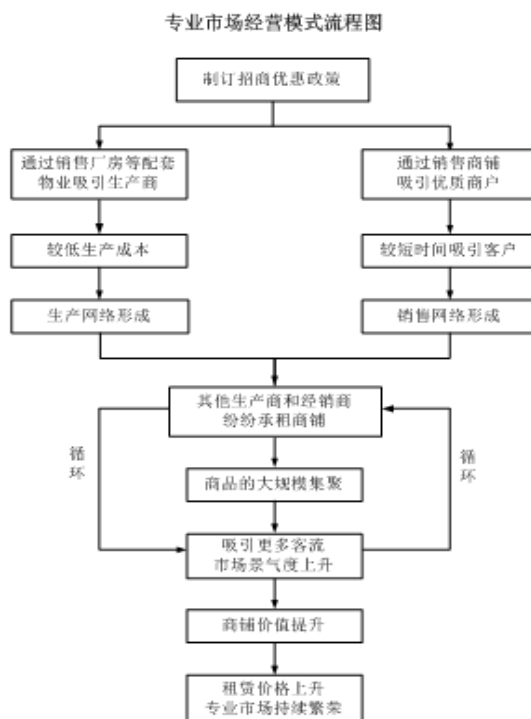 专业市场经营模式流程图
制订招商优惠政策
通过销售厂房等配套
物业吸引生产商
通过销售商铺
吸引优质商户
较低生产成本
较短时间吸引客户
生产网络形成
销售网络形成
其他生产商和经销商
纷纷承租商铺
循
环
循
环
商品的大规模集聚
吸引更多客流
市场景气度上升
商铺价值提升
租赁价格上升
专业市场持续繁荣